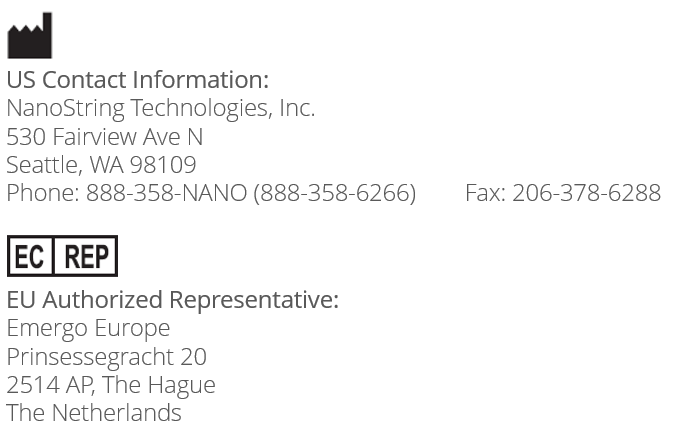 US Contact Information:
NanoString Technologies, Inc.
530 Fairview Ave N
Seattle, WA 98109
Phone: 888-358-NANO (888-358-6266) Fax: 206-378-6288
EC REP
EU Authorized Representative:
Emergo Europe
Prinsessegracht 20
2514 AP, The Hague
The Netherlands